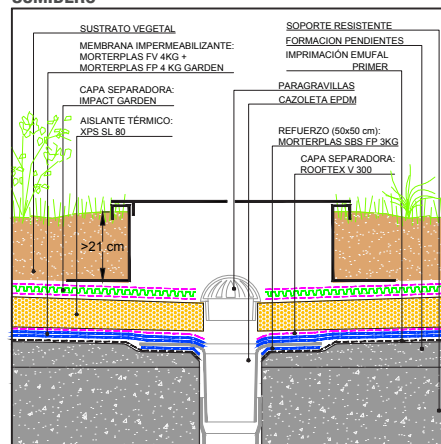 SUMIDERO
SUSTRATO VEGETAL
MEMBRANA IMPERMEABILIZANTE:
MORTERPLAS FV 4KG +
MORTERPLAS FP 4 KG GARDEN
CAPA SEPARADORA:
IMPACT GARDEN
AISLANTE TÉRMICO:
XPS SL 80
>21 cm
SOPORTE RESISTENTE
FORMACION PENDIENTES
IMPRIMACIÓN EMUFAL
PRIMER
PARAGRAVILLAS
CAZOLETA EPDM
REFUERZO (50x50 cm):
MORTERPLAS SBS FP 3KG
CAPA SEPARADORA:
ROOFTEX V 300